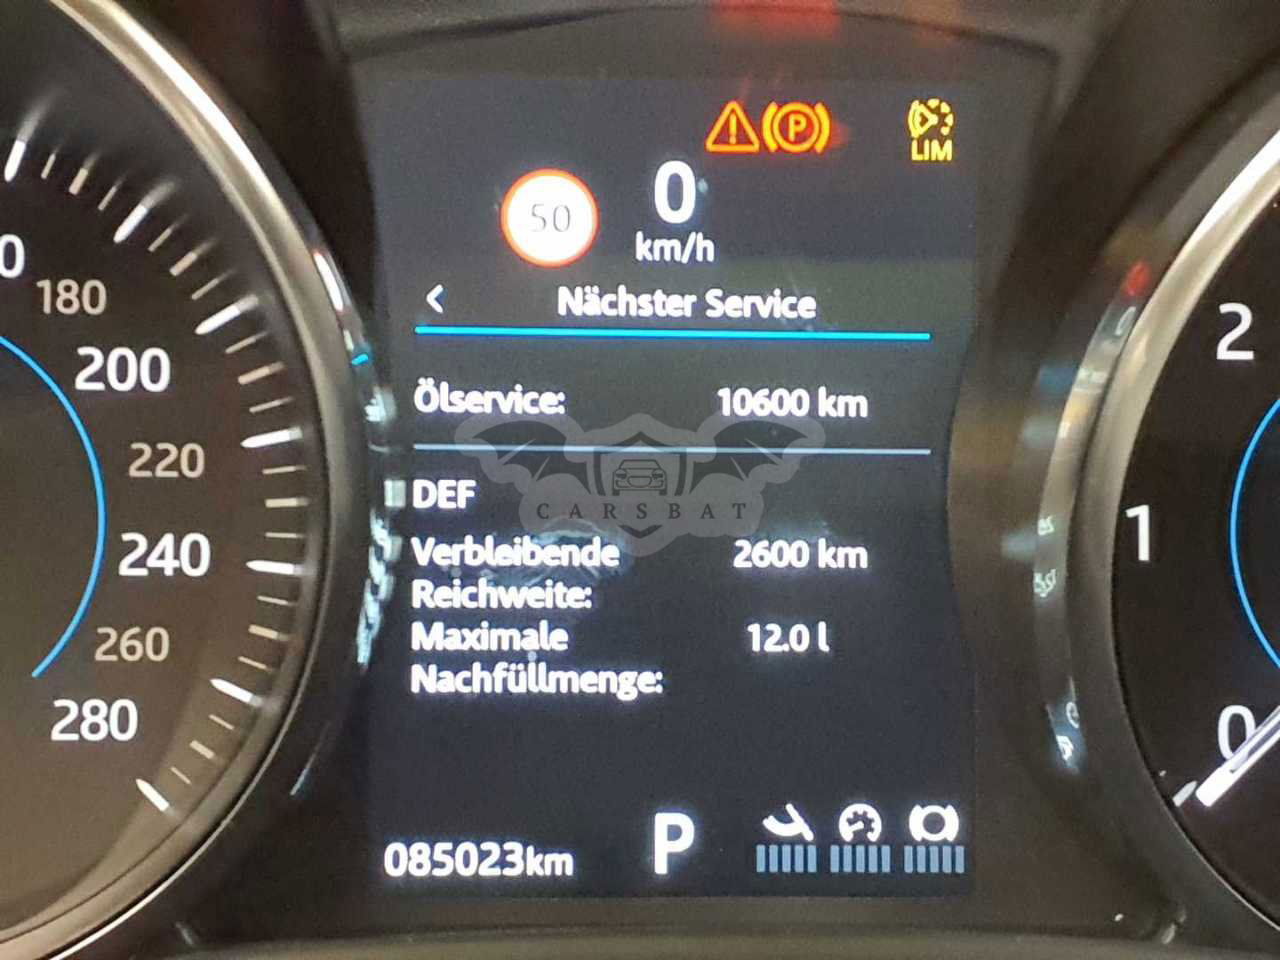 LIM
50
0
km/h
< Nächster Service
Ölservice: 10600 km
DEF
CARSBAT
Verbleibende 2600 km
Reichweite:
Maximale 12.0 l
Nachfüllmenge:
085023km P
180
200
220
240
260
280
2
1
0